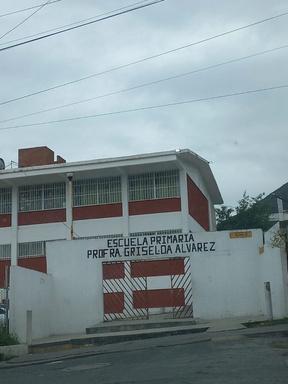 ESCUELA PRIMARIA
PROFRA. GRISELDA ALVAREZ